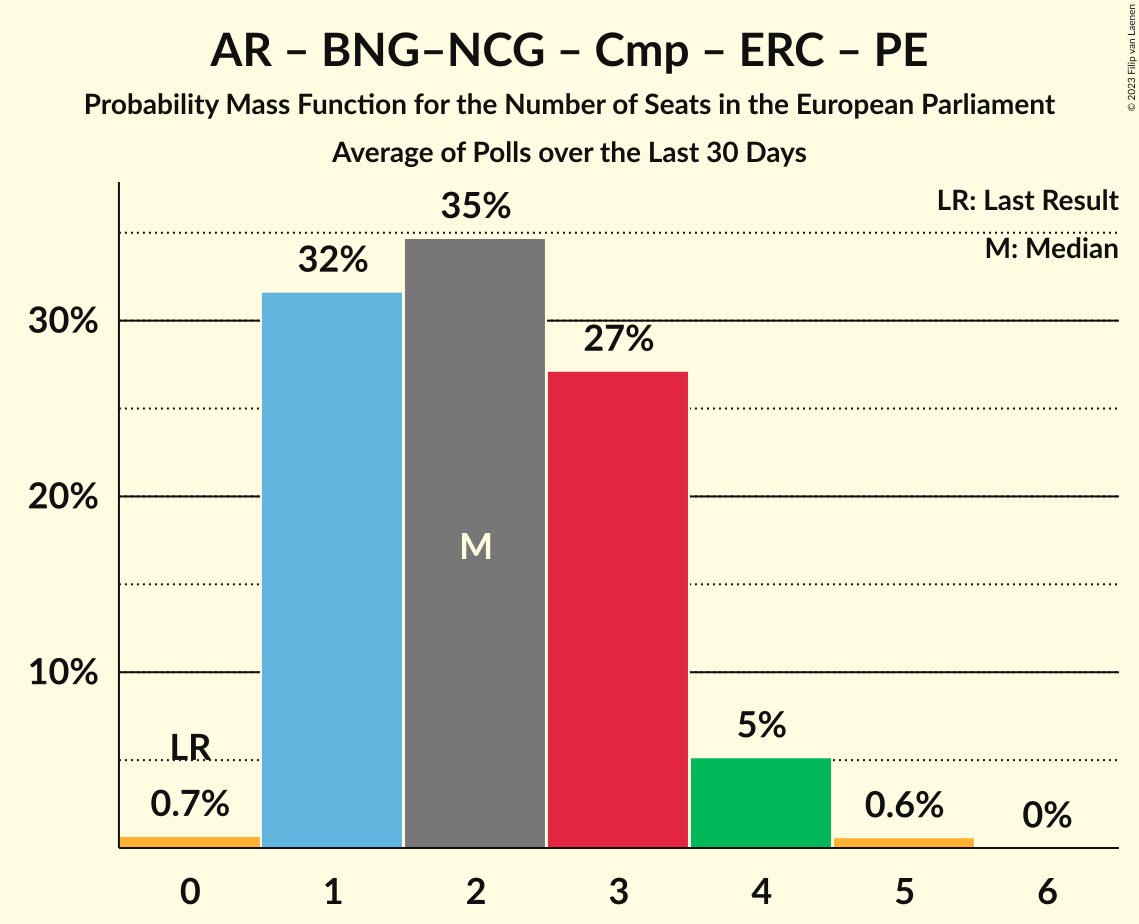 AR – BNG–NCG – Cmp – ERC – PE
Probability Mass Function for the Number of Seats in the European Parliament
Average of Polls over the Last 30 Days
© 2023 Filip van Laenen
LR: Last Result
M: Median
35%
32%
30%
27%
20%
M
10%
5%
LR
0.7%
0.6%
0%
0 1 2 3 4 5 6